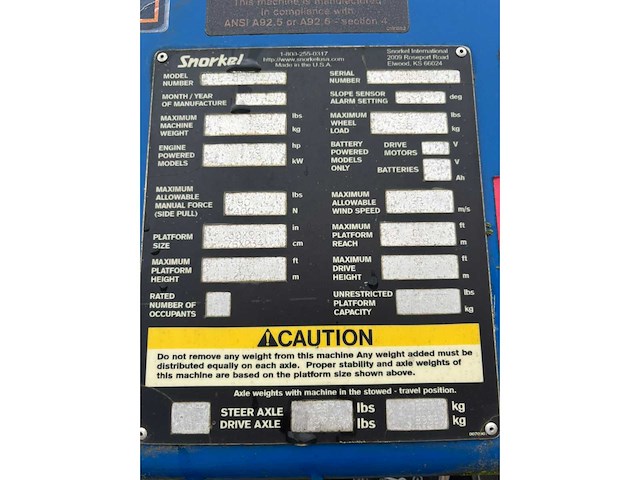 This machine is manufactured
in compliance with
ANSI A92.5 or A92.6 - section 4
Snorkel
1-800-255-0317
http://www.snorkelusa.com
Made in the U.S.A.
Snorkel International
2009 Roseport Road
Elwood, KS 66024
MODEL
NUMBER
SERIAL
NUMBER
MONTH / YEAR
OF MANUFACTURE
SLOPE SENSOR
ALARM SETTING
deg
MAXIMUM
MACHINE
WEIGHT
lbs
kg
MAXIMUM
WHEEL
LOAD
lbs
kg
ENGINE
POWERED
MODELS
hp
kW
BATTERY
POWERED
MODELS
ONLY
DRIVE
MOTORS
V
BATTERIES
V
Ah
MAXIMUM
ALLOWABLE
MANUAL FORCE
(SIDE PULL)
lbs
N
MAXIMUM
ALLOWABLE
WIND SPEED
m/s
PLATFORM
SIZE
in
cm
MAXIMUM
PLATFORM
REACH
ft
m
MAXIMUM
PLATFORM
HEIGHT
ft
m
MAXIMUM
DRIVE
HEIGHT
ft
m
RATED
NUMBER OF
OCCUPANTS
UNRESTRICTED
PLATFORM
CAPACITY
lbs
kg
CAUTION
Do not remove any weight from this machine Any weight added must be
distributed equally on each axle. Proper stability and axle weights of
this machine are based on the platform size shown above.
Axle weights with machine in the stowed - travel position.
STEER AXLE lbs kg
DRIVE AXLE lbs kg